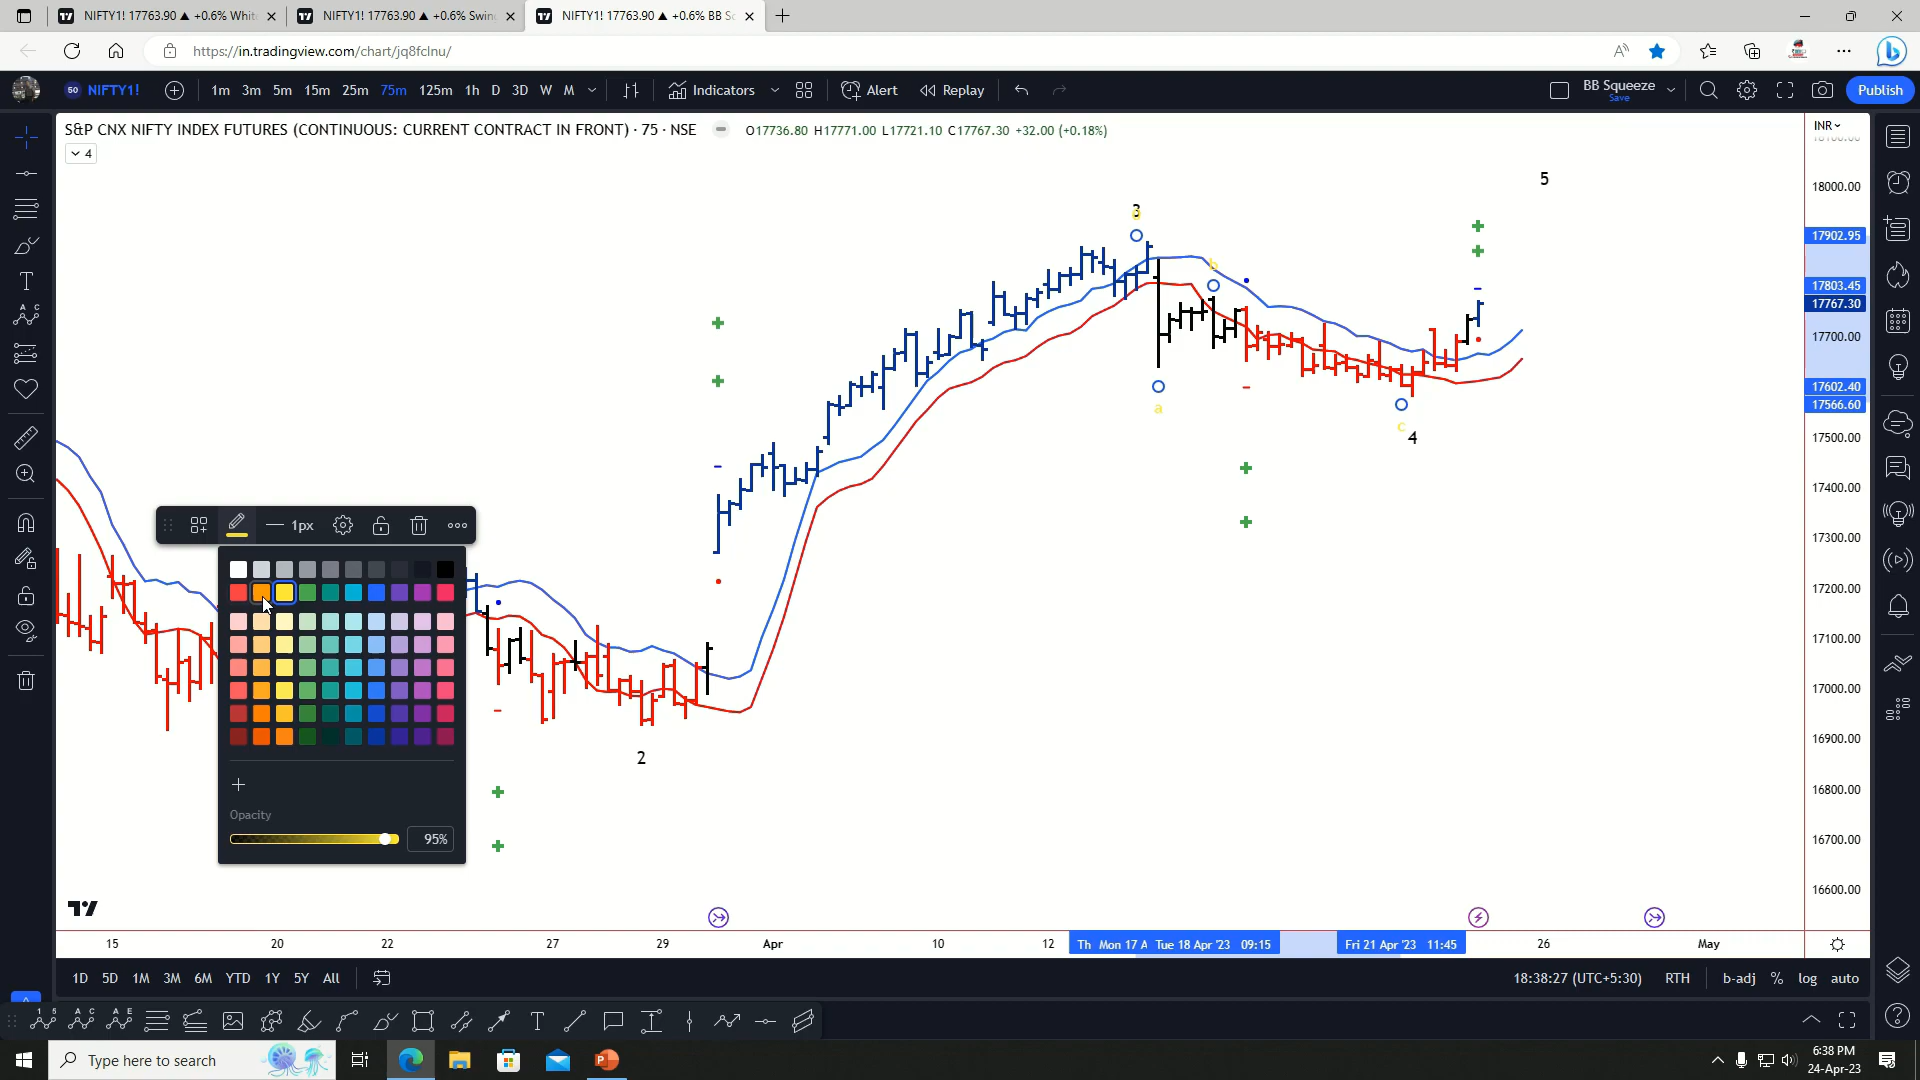 NIFTY1! 17763.90 ▲ +0.6% White
NIFTY1! 17763.90 ▲ +0.6% Swin
NIFTY1! 17763.90 ▲ +0.6% BB Sc
https://in.tradingview.com/chart/jq8fclnu/
50 NIFTY1! 1m 3m 5m 15m 25m 75m 125m 1h D 3D W M Indicators Alert Replay BB Squeeze Publish
Save
S&P CNX NIFTY INDEX FUTURES (CONTINUOUS: CURRENT CONTRACT IN FRONT) · 75 · NSE O17736.80 H17771.00 L17721.10 C17767.30 +32.00 (+0.18%) INR
4
5
18000.00
3
17902.95
b
17803.45
17767.30
17700.00
17602.40
17566.60
a
c
4
17500.00
17400.00
17300.00
17200.00
17100.00
17000.00
16900.00
16800.00
16700.00
16600.00
1px
2
Opacity
95%
15 20 22 27 29 Apr 10 12 Th Mon 17 A Tue 18 Apr '23 09:15 Fri 21 Apr '23 11:45 26 May
1D 5D 1M 3M 6M YTD 1Y 5Y All 18:38:27 (UTC+5:30) RTH b-adj % log auto
Type here to search
6:38 PM
24-Apr-23